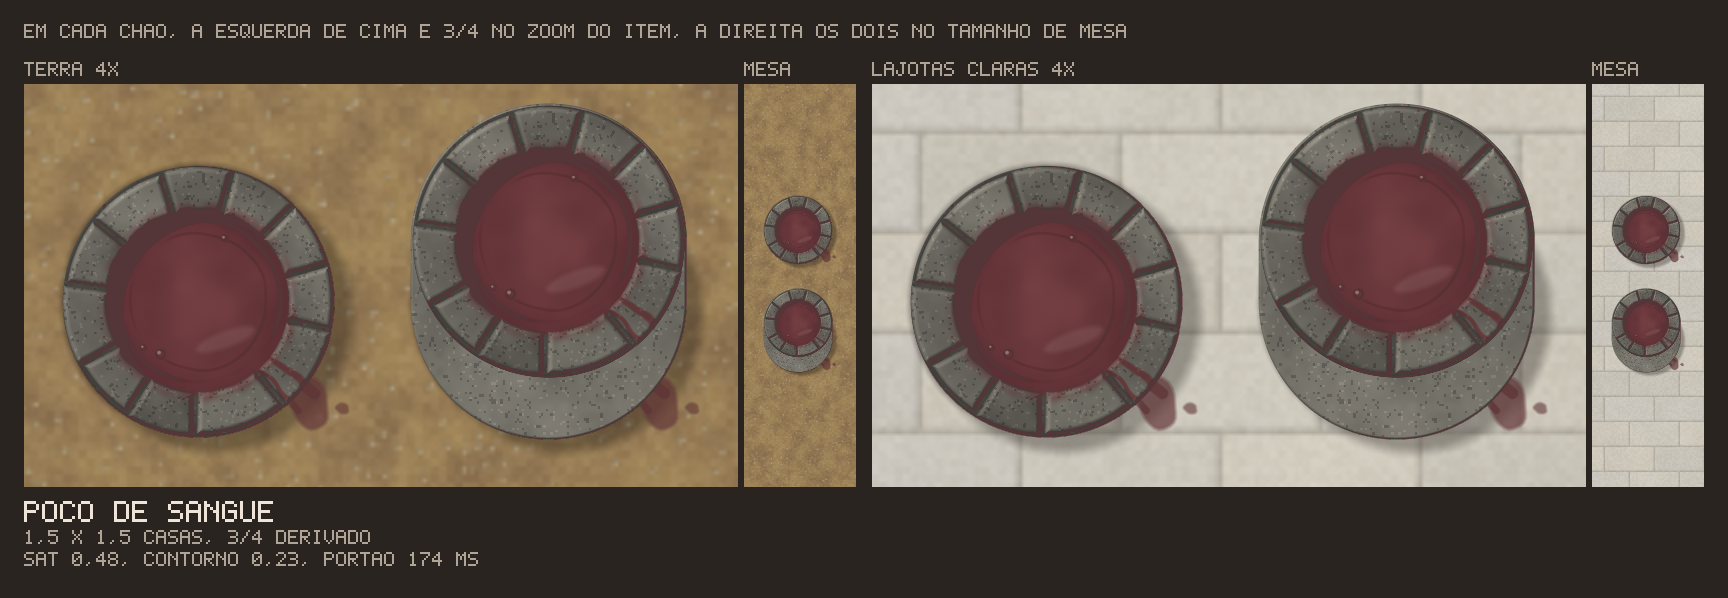 EM CADA CHAO, A ESQUERDA DE CIMA E 3/4 NO ZOOM DO ITEM, A DIREITA OS DOIS NO TAMANHO DE MESA
TERRA 4X
MESA
LAJOTAS CLARAS 4X
MESA
POCO DE SANGUE
1,5 X 1,5 CASAS, 3/4 DERIVADO
SAT 0,48, CONTORNO 0,23, PORTAO 174 MS